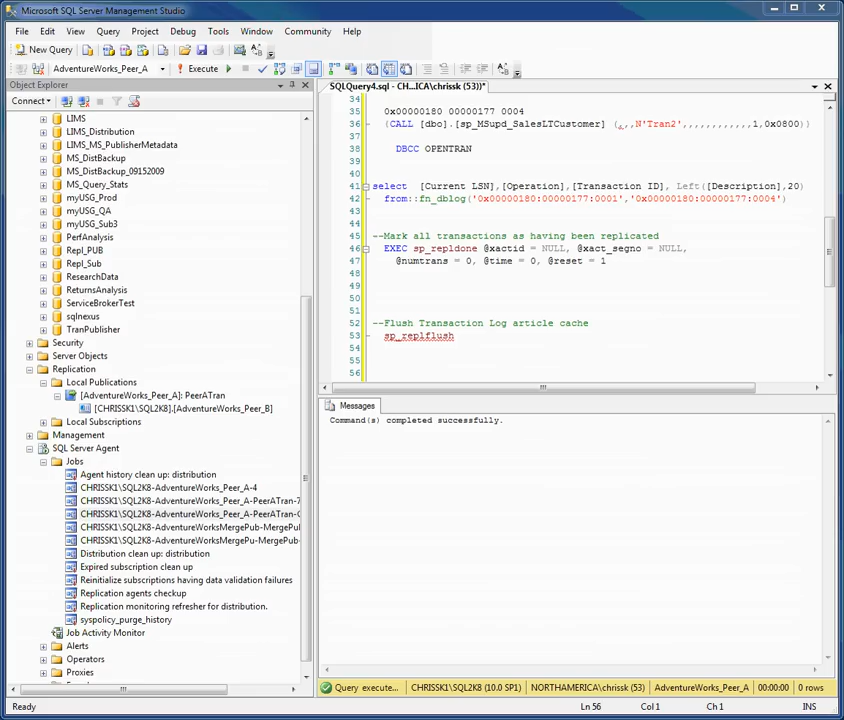 Microsoft SQL Server Management Studio
File Edit View Query Project Debug Tools Window Community Help
New Query
AdventureWorks_Peer_A Execute
Object Explorer
Connect
LIMS
LIMS_Distribution
LIMS_MS_PublisherMetadata
MS_DistBackup
MS_DistBackup_09152009
MS_Query_Stats
myUSG_Prod
myUSG_QA
myUSG_Sub3
PerfAnalysis
Repl_PUB
Repl_Sub
ResearchData
ReturnsAnalysis
ServiceBrokerTest
sqlnexus
TranPublisher
Security
Server Objects
Replication
Local Publications
[AdventureWorks_Peer_A]: PeerATran
[CHRISSK1\SQL2K8].[AdventureWorks_Peer_B]
Local Subscriptions
Management
SQL Server Agent
Jobs
Agent history clean up: distribution
CHRISSK1\SQL2K8-AdventureWorks_Peer_A-4
CHRISSK1\SQL2K8-AdventureWorks_Peer_A-PeerATran-7
CHRISSK1\SQL2K8-AdventureWorks_Peer_A-PeerATran-C
CHRISSK1\SQL2K8-AdventureWorksMergePub-MergePu
CHRISSK1\SQL2K8-AdventureWorksMergePu-MergePub-
Distribution clean up: distribution
Expired subscription clean up
Reinitialize subscriptions having data validation failures
Replication agents checkup
Replication monitoring refresher for distribution.
syspolicy_purge_history
Job Activity Monitor
Alerts
Operators
Proxies
SQLQuery4.sql - CH...ICA\chrissk (53))*
34
35 0x00000180 00000177 0004
36 (CALL [dbo].[sp_MSupd_SalesLTCustomer] (,,,N'Tran2',,,,,,,,,,,,1,0x0800))
37
38 DBCC OPENTRAN
39
40
41 select [Current LSN],[Operation],[Transaction ID], Left([Description],20)
42 from::fn_dblog('0x00000180:00000177:0001','0x00000180:00000177:0004')
43
44
45 --Mark all transactions as having been replicated
46 EXEC sp_repldone @xactid = NULL, @xact_segno = NULL,
47 @numtrans = 0, @time = 0, @reset = 1
48
49
50
51
52 --Flush Transaction Log article cache
53 sp_replflush
54
55
56
Messages
Command(s) completed successfully.
Query execute... CHRISSK1\SQL2K8 (10.0 SP1) NORTHAMERICA\chrissk (53) AdventureWorks_Peer_A 00:00:00 0 rows
Ready Ln 56 Col 1 Ch 1 INS